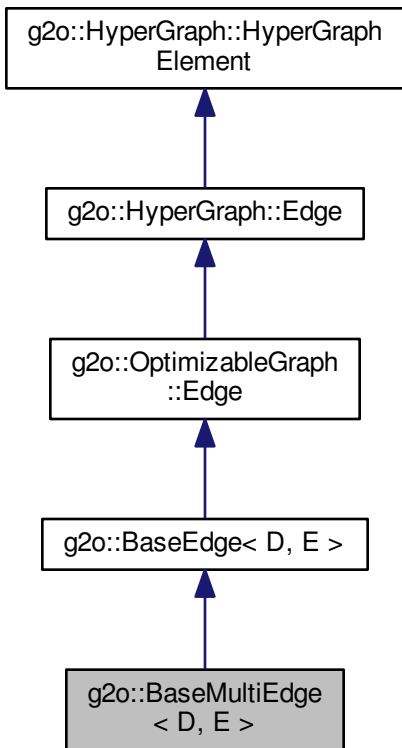 g2o::HyperGraph::HyperGraph
Element
g2o::HyperGraph::Edge
g2o::OptimizableGraph
::Edge
g2o::BaseEdge< D, E >
g2o::BaseMultiEdge
< D, E >